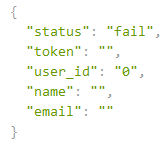 {
  "status": "fail",
  "token": "",
  "user_id": "0",
  "name": "",
  "email": ""
}